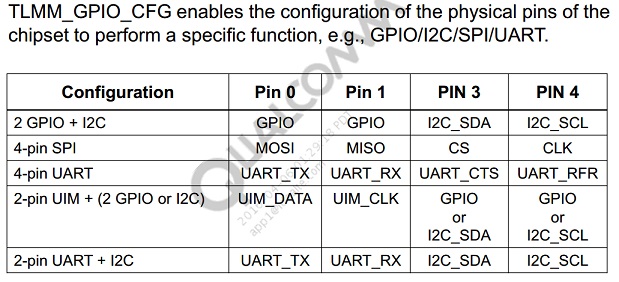 TLMM_GPIO_CFG enables the configuration of the physical pins of the
chipset to perform a specific function, e.g., GPIO/I2C/SPI/UART.
Configuration Pin 0 Pin 1 PIN 3 PIN 4
2 GPIO + I2C GPIO GPIO I2C_SDA I2C_SCL
4-pin SPI MOSI MISO CS CLK
4-pin UART UART_TX UART_RX UART_CTS UART_RFR
2-pin UIM + (2 GPIO or I2C) UIM_DATA UIM_CLK GPIO GPIO
or or
I2C_SDA I2C_SCL
2-pin UART + I2C UART_TX UART_RX I2C_SDA I2C_SCL
QUALCOMM